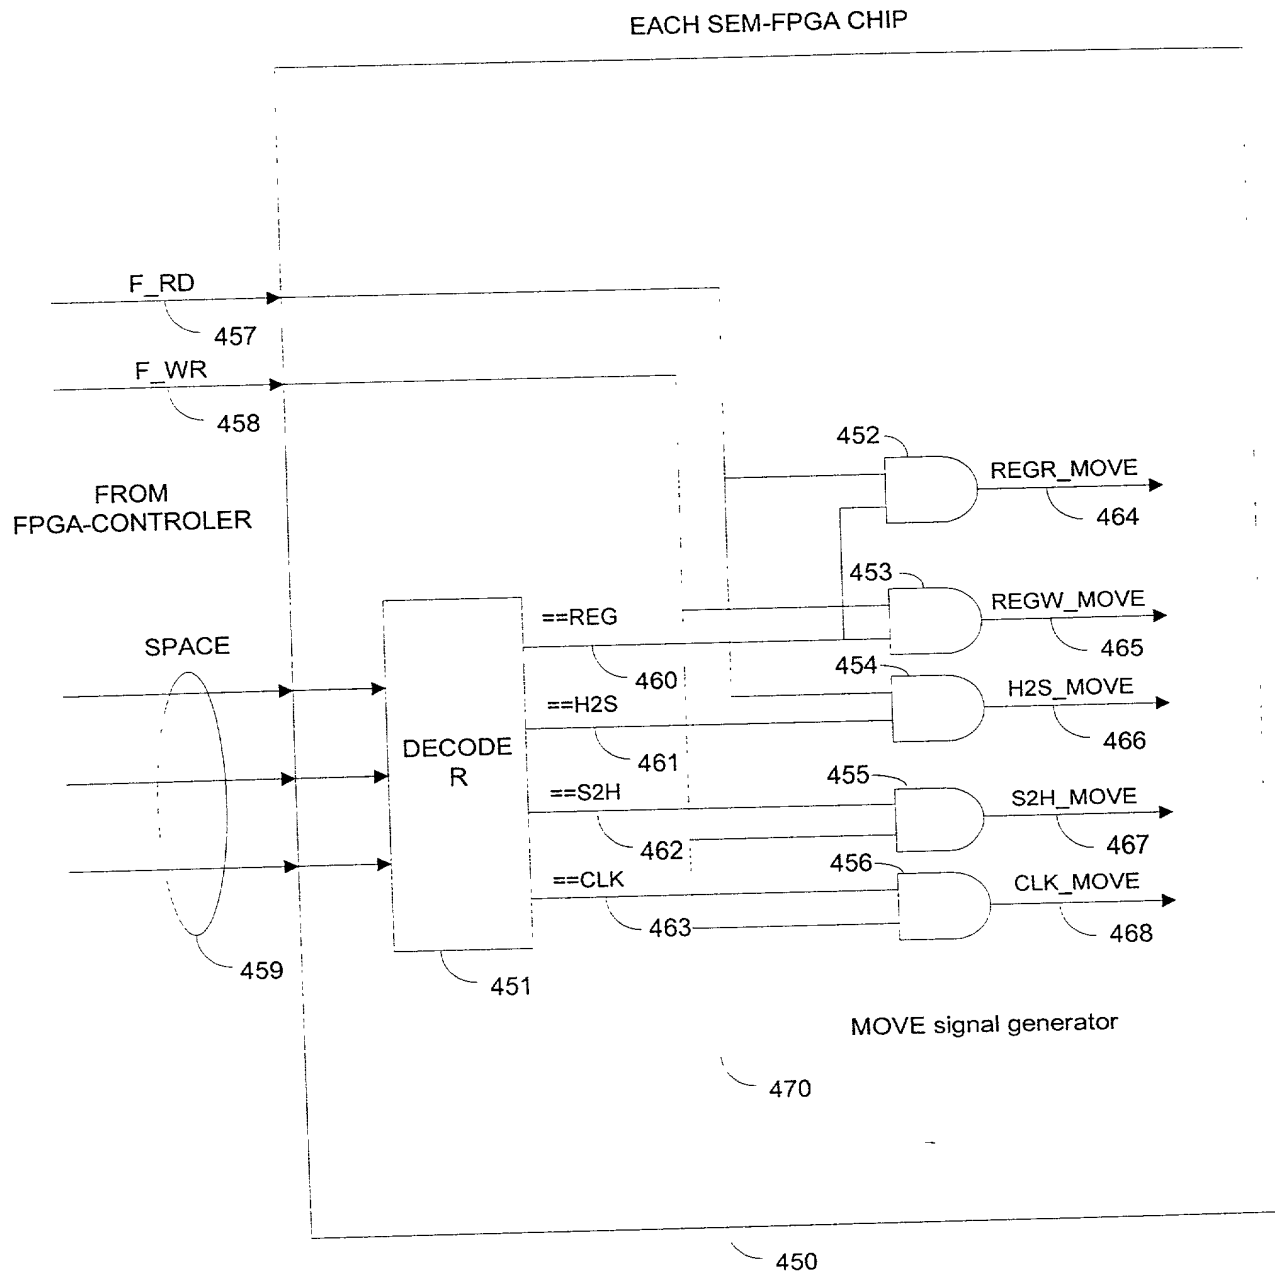 EACH SEM-FPGA CHIP
F_RD
457
F_WR
458
FROM
FPGA-CONTROLER
452
REGR_MOVE
464
453
REGW_MOVE
465
==REG
460
SPACE
454
H2S_MOVE
466
==H2S
461
DECODE
R
455
S2H_MOVE
467
==S2H
462
456
CLK_MOVE
468
==CLK
463
459
451
MOVE signal generator
470
450